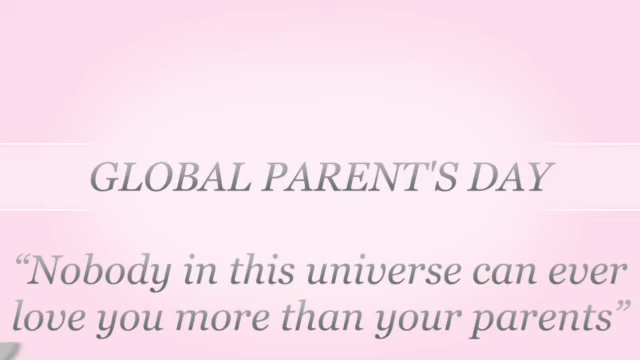 GLOBAL PARENT'S DAY
“Nobody in this universe can ever
love you more than your parents”